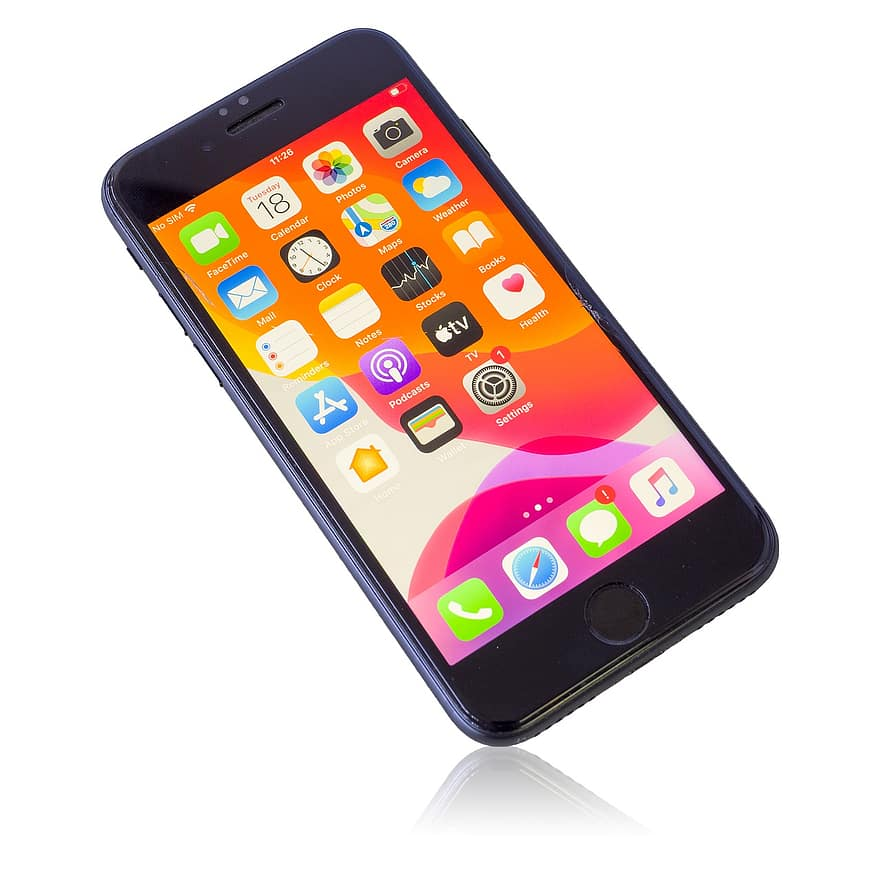 No SIM 11:26
FaceTime
Tuesday
18
Calendar
Photos
Camera
Mail
Clock
Maps
Weather
Reminders
Notes
Stocks
Books
App Store
Podcasts
tv
TV
Health
Home
Wallet
1
Settings
!